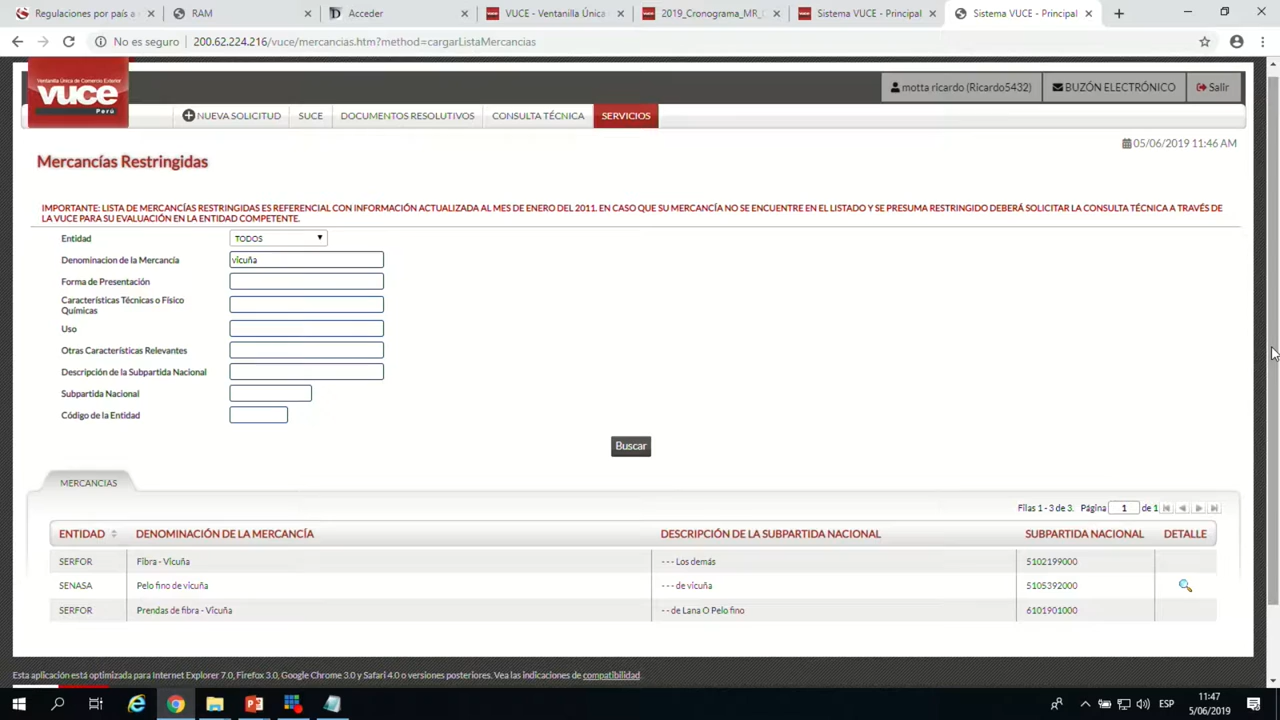 Regulaciones por país a
RAM
Acceder
VUCE - Ventanilla Única
2019_Cronograma_MR_
Sistema VUCE - Principal
Sistema VUCE - Principal
No es seguro 200.62.224.216/vuce/mercancias.htm?method=cargarListaMercancias
Ventanilla Única de Comercio Exterior
vuce
Perú
motta ricardo (Ricardo5432)
BUZÓN ELECTRÓNICO
Salir
NUEVA SOLICITUD
SUCE
DOCUMENTOS RESOLUTIVOS
CONSULTA TÉCNICA
SERVICIOS
05/06/2019 11:46 AM
Mercancías Restringidas
IMPORTANTE: LISTA DE MERCANCÍAS RESTRINGIDAS ES REFERENCIAL CON INFORMACIÓN ACTUALIZADA AL MES DE ENERO DEL 2011. EN CASO QUE SU MERCANCÍA NO SE ENCUENTRE EN EL LISTADO Y SE PRESUMA RESTRINGIDO DEBERÁ SOLICITAR LA CONSULTA TÉCNICA A TRAVÉS DE
LA VUCE PARA SU EVALUACIÓN EN LA ENTIDAD COMPETENTE.
Entidad TODOS
Denominacion de la Mercancía vicuña
Forma de Presentación
Características Técnicas o Físico
Químicas
Uso
Otras Características Relevantes
Descripción de la Subpartida Nacional
Subpartida Nacional
Código de la Entidad
Buscar
MERCANCIAS
Filas 1 - 3 de 3. Página 1 de 1
ENTIDAD DENOMINACIÓN DE LA MERCANCÍA DESCRIPCIÓN DE LA SUBPARTIDA NACIONAL SUBPARTIDA NACIONAL DETALLE
SERFOR Fibra - Vicuña - - - Los demás 5102199000
SENASA Pelo fino de vicuña - - - de vicuña 5105392000
SERFOR Prendas de fibra - Vicuña - - de Lana O Pelo fino 6101901000
Esta aplicación está optimizada para Internet Explorer 7.0, Firefox 3.0, Google Chrome 3.0 y Safari 4.0 o versiones posteriores. Vea las indicaciones de compatibilidad.
ESP
11:47
5/06/2019